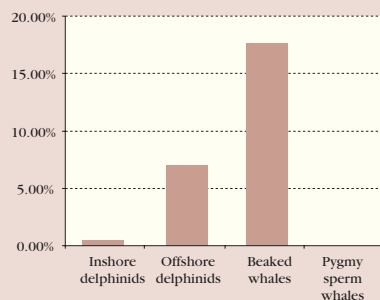 20.00%
15.00%
10.00%
5.00%
0.00%
Inshore
delphinids
Offshore
delphinids
Beaked
whales
Pygmy
sperm
whales